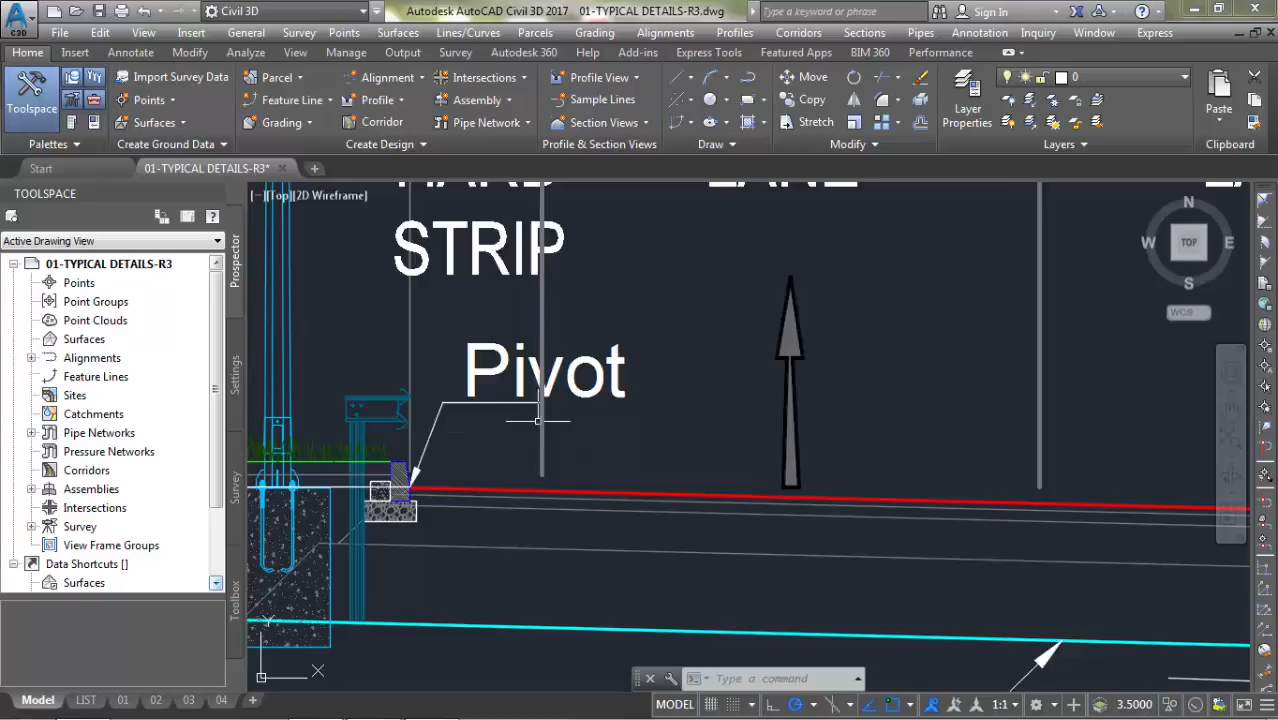 Civil 3D
Autodesk AutoCAD Civil 3D 2017 01-TYPICAL DETAILS-R3.dwg
Type a keyword or phrase
Sign In
C3D
File Edit View Insert General Survey Points Surfaces Lines/Curves Parcels Grading Alignments Profiles Corridors Sections Pipes Annotation Inquiry Window Express
Home Insert Annotate Modify Analyze View Manage Output Survey Autodesk 360 Help Add-ins Express Tools Featured Apps BIM 360 Performance
Toolspace
Import Survey Data
Points
Surfaces
Parcel
Feature Line
Grading
Alignment
Profile
Corridor
Intersections
Assembly
Pipe Network
Profile View
Sample Lines
Section Views
Move
Copy
Stretch
Layer
Properties
0
Paste
Palettes
Create Ground Data
Create Design
Profile & Section Views
Draw
Modify
Layers
Clipboard
Start
01-TYPICAL DETAILS-R3*
TOOLSPACE
Active Drawing View
01-TYPICAL DETAILS-R3
Points
Point Groups
Point Clouds
Surfaces
Alignments
Feature Lines
Sites
Catchments
Pipe Networks
Pressure Networks
Corridors
Assemblies
Intersections
Survey
View Frame Groups
Data Shortcuts []
Surfaces
Prospector
Settings
Survey
Toolbox
[−][Top][2D Wireframe]
STRIP
Pivot
N
W TOP E
S
WCS
Y
X
Type a command
Model LIST 01 02 03 04
MODEL
1:1
3.5000